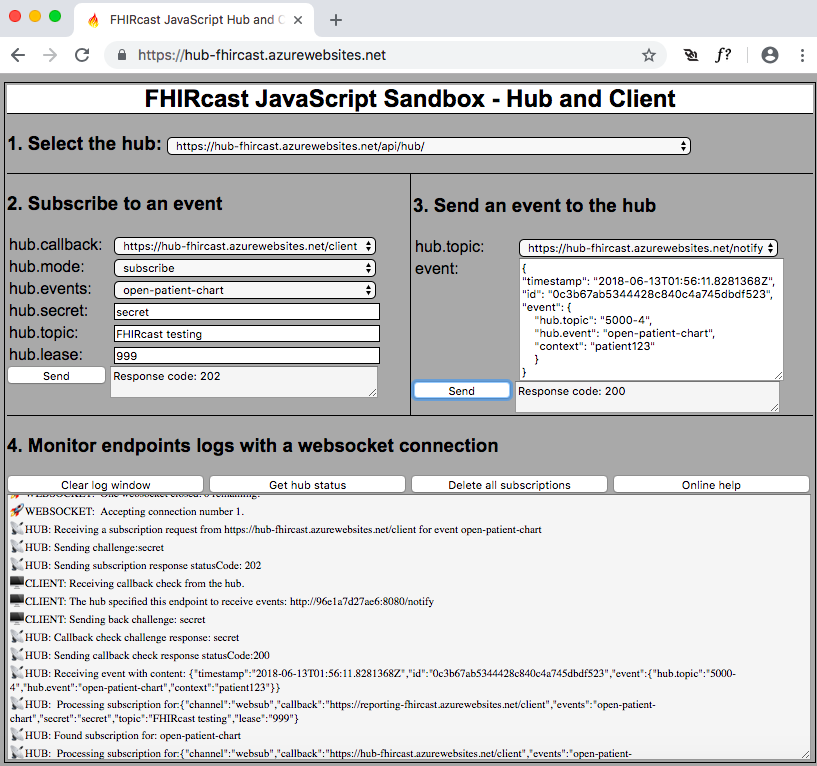 FHIRcast JavaScript Hub and C
https://hub-fhircast.azurewebsites.net
f?
FHIRcast JavaScript Sandbox - Hub and Client
1. Select the hub: https://hub-fhircast.azurewebsites.net/api/hub/
2. Subscribe to an event
hub.callback: https://hub-fhircast.azurewebsites.net/client
hub.mode: subscribe
hub.events: open-patient-chart
hub.secret: secret
hub.topic: FHIRcast testing
hub.lease: 999
Send Response code: 202
3. Send an event to the hub
hub.topic: https://hub-fhircast.azurewebsites.net/notify
event: {
"timestamp": "2018-06-13T01:56:11.8281368Z",
"id": "0c3b67ab5344428c840c4a745dbdf523",
"event": {
"hub.topic": "5000-4",
"hub.event": "open-patient-chart",
"context": "patient123"
}
}
Send Response code: 200
4. Monitor endpoints logs with a websocket connection
Clear log window Get hub status Delete all subscriptions Online help
WEBSOCKET: One websocket closed. 0 remaining.
WEBSOCKET: Accepting connection number 1.
HUB: Receiving a subscription request from https://hub-fhircast.azurewebsites.net/client for event open-patient-chart
HUB: Sending challenge:secret
HUB: Sending subscription response statusCode: 202
CLIENT: Receiving callback check from the hub.
CLIENT: The hub specified this endpoint to receive events: http://96e1a7d27ae6:8080/notify
CLIENT: Sending back challenge: secret
HUB: Callback check challenge response: secret
HUB: Sending callback check response statusCode:200
HUB: Receiving event with content: {"timestamp":"2018-06-13T01:56:11.8281368Z","id":"0c3b67ab5344428c840c4a745dbdf523","event":{"hub.topic":"5000-
4","hub.event":"open-patient-chart","context":"patient123"}}
HUB: Processing subscription for:{"channel":"websub","callback":"https://reporting-fhircast.azurewebsites.net/client","events":"open-patient-
chart","secret":"secret","topic":"FHIRcast testing","lease":"999"}
HUB: Found subscription for: open-patient-chart
HUB: Processing subscription for:{"channel":"websub","callback":"https://hub-fhircast.azurewebsites.net/client","events":"open-patient-